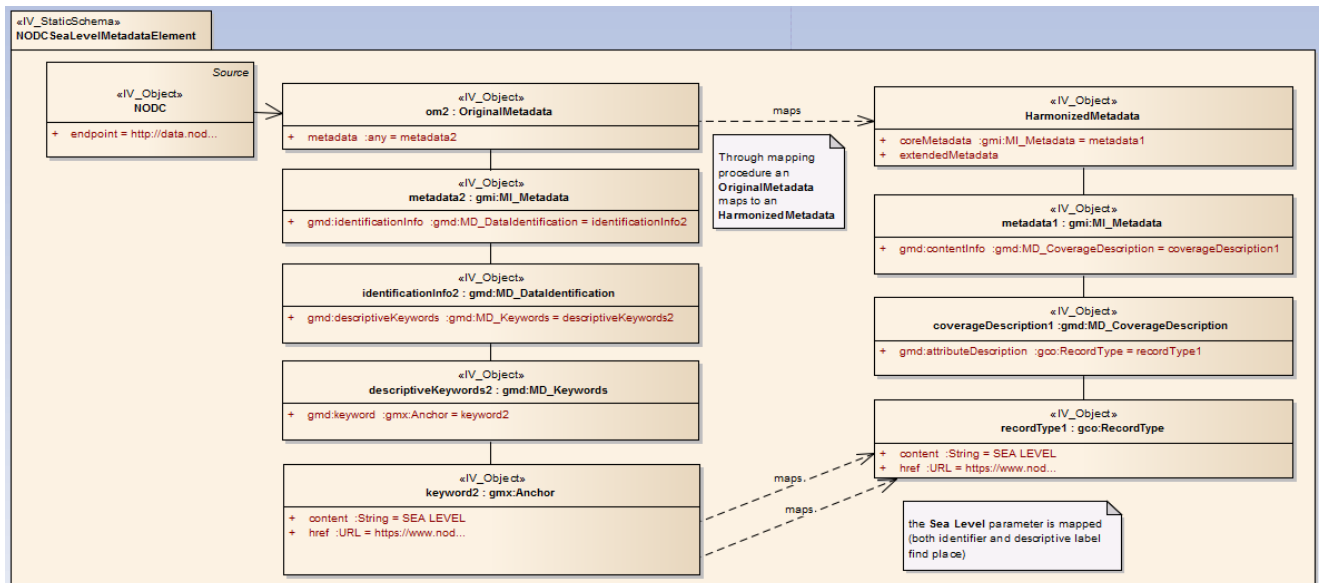 «IV_StaticSchema»
NODCSeaLevelMetadataElement
Source
«IV_Object»
NODC
+ endpoint = http://data.nod...
«IV_Object»
om2 : OriginalMetadata
+ metadata :any = metadata2
«IV_Object»
metadata2 : gmi:MI_Metadata
+ gmd:identificationInfo :gmd:MD_DataIdentification = identificationInfo2
«IV_Object»
identificationInfo2 : gmd:MD_DataIdentification
+ gmd:descriptiveKeywords :gmd:MD_Keywords = descriptiveKeywords2
«IV_Object»
descriptiveKeywords2 : gmd:MD_Keywords
+ gmd:keyword :gmx:Anchor = keyword2
«IV_Object»
keyword2 : gmx:Anchor
+ content :String = SEA LEVEL
+ href :URL = https://www.nod...
maps
Through mapping
procedure an
OriginalMetadata
maps to an
HarmonizedMetadata
maps.
maps.
«IV_Object»
HarmonizedMetadata
+ coreMetadata :gmi:MI_Metadata = metadata1
+ extendedMetadata
«IV_Object»
metadata1 : gmi:MI_Metadata
+ gmd:contentInfo :gmd:MD_CoverageDescription = coverageDescription1
«IV_Object»
coverageDescription1 :gmd:MD_CoverageDescription
+ gmd:attributeDescription :gco:RecordType = recordType1
«IV_Object»
recordType1 : gco:RecordType
+ content :String = SEA LEVEL
+ href :URL = https://www.nod...
the Sea Level parameter is mapped
(both identifier and descriptive label
find place)